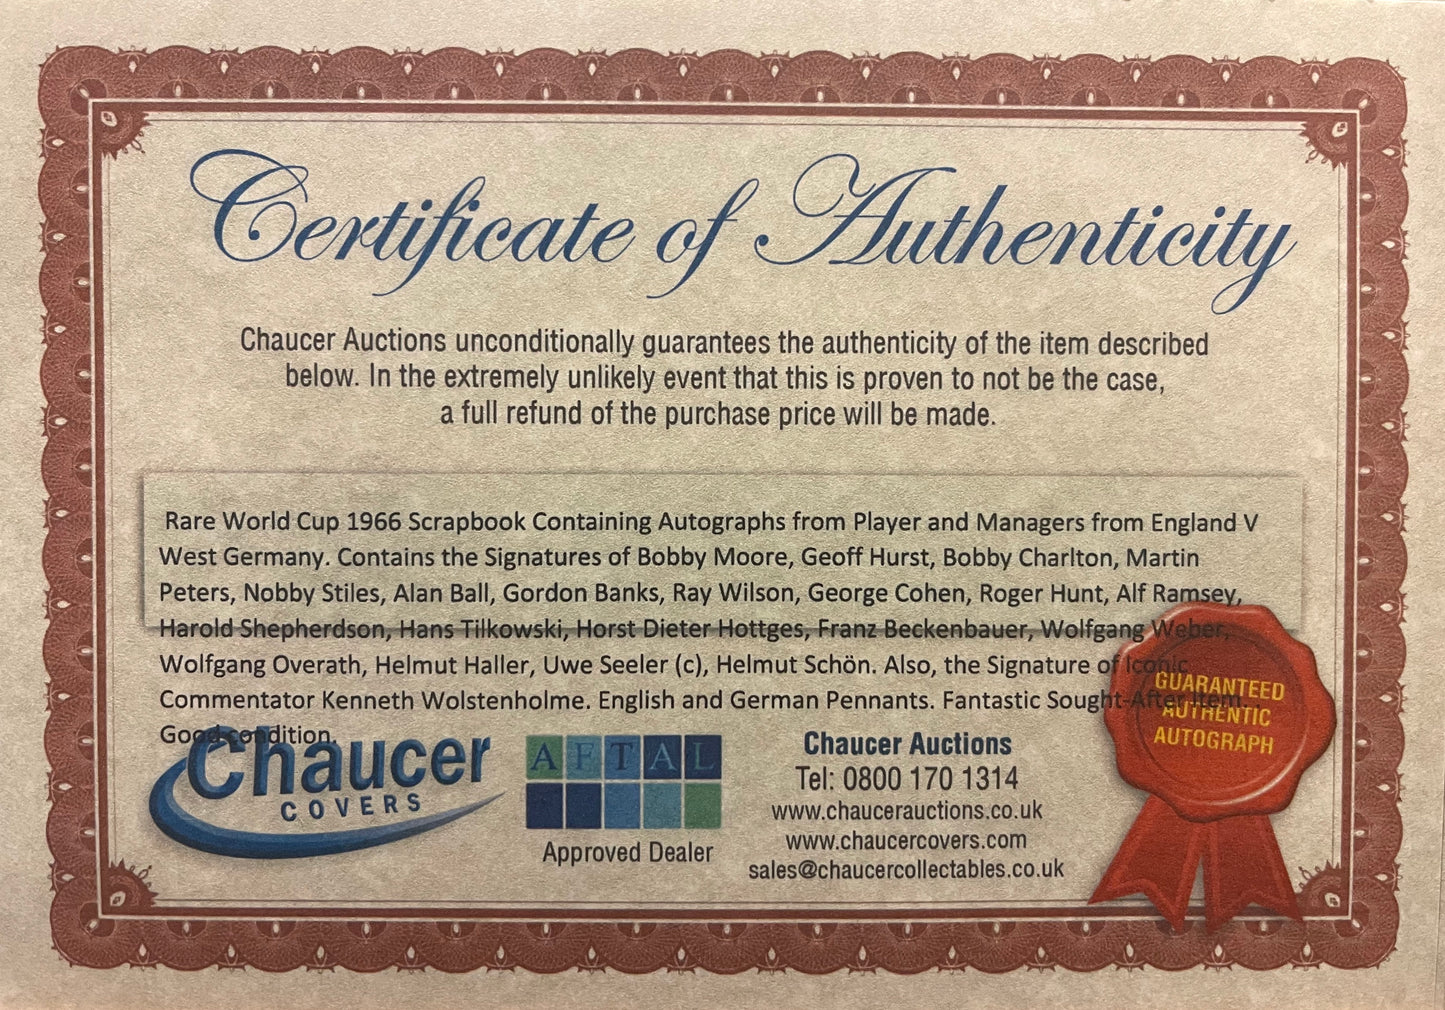 Certificate of Authenticity
Chaucer Auctions unconditionally guarantees the authenticity of the item described
below. In the extremely unlikely event that this is proven to not be the case,
a full refund of the purchase price will be made.
Rare World Cup 1966 Scrapbook Containing Autographs from Player and Managers from England V
West Germany. Contains the Signatures of Bobby Moore, Geoff Hurst, Bobby Charlton, Martin
Peters, Nobby Stiles, Alan Ball, Gordon Banks, Ray Wilson, George Cohen, Roger Hunt, Alf Ramsey,
Harold Shepherdson, Hans Tilkowski, Horst Dieter Hottges, Franz Beckenbauer, Wolfgang Weber,
Wolfgang Overath, Helmut Haller, Uwe Seeler (c), Helmut Schön. Also, the Signature of Iconic
Commentator Kenneth Wolstenholme. English and German Pennants. Fantastic Sought-After Item.
Good condition.
Chaucer
COVERS
AFTAL
Approved Dealer
Chaucer Auctions
Tel: 0800 170 1314
www.chaucerauctions.co.uk
www.chaucercovers.com
sales@chaucercollectables.co.uk
GUARANTEED
AUTHENTIC
AUTOGRAPH